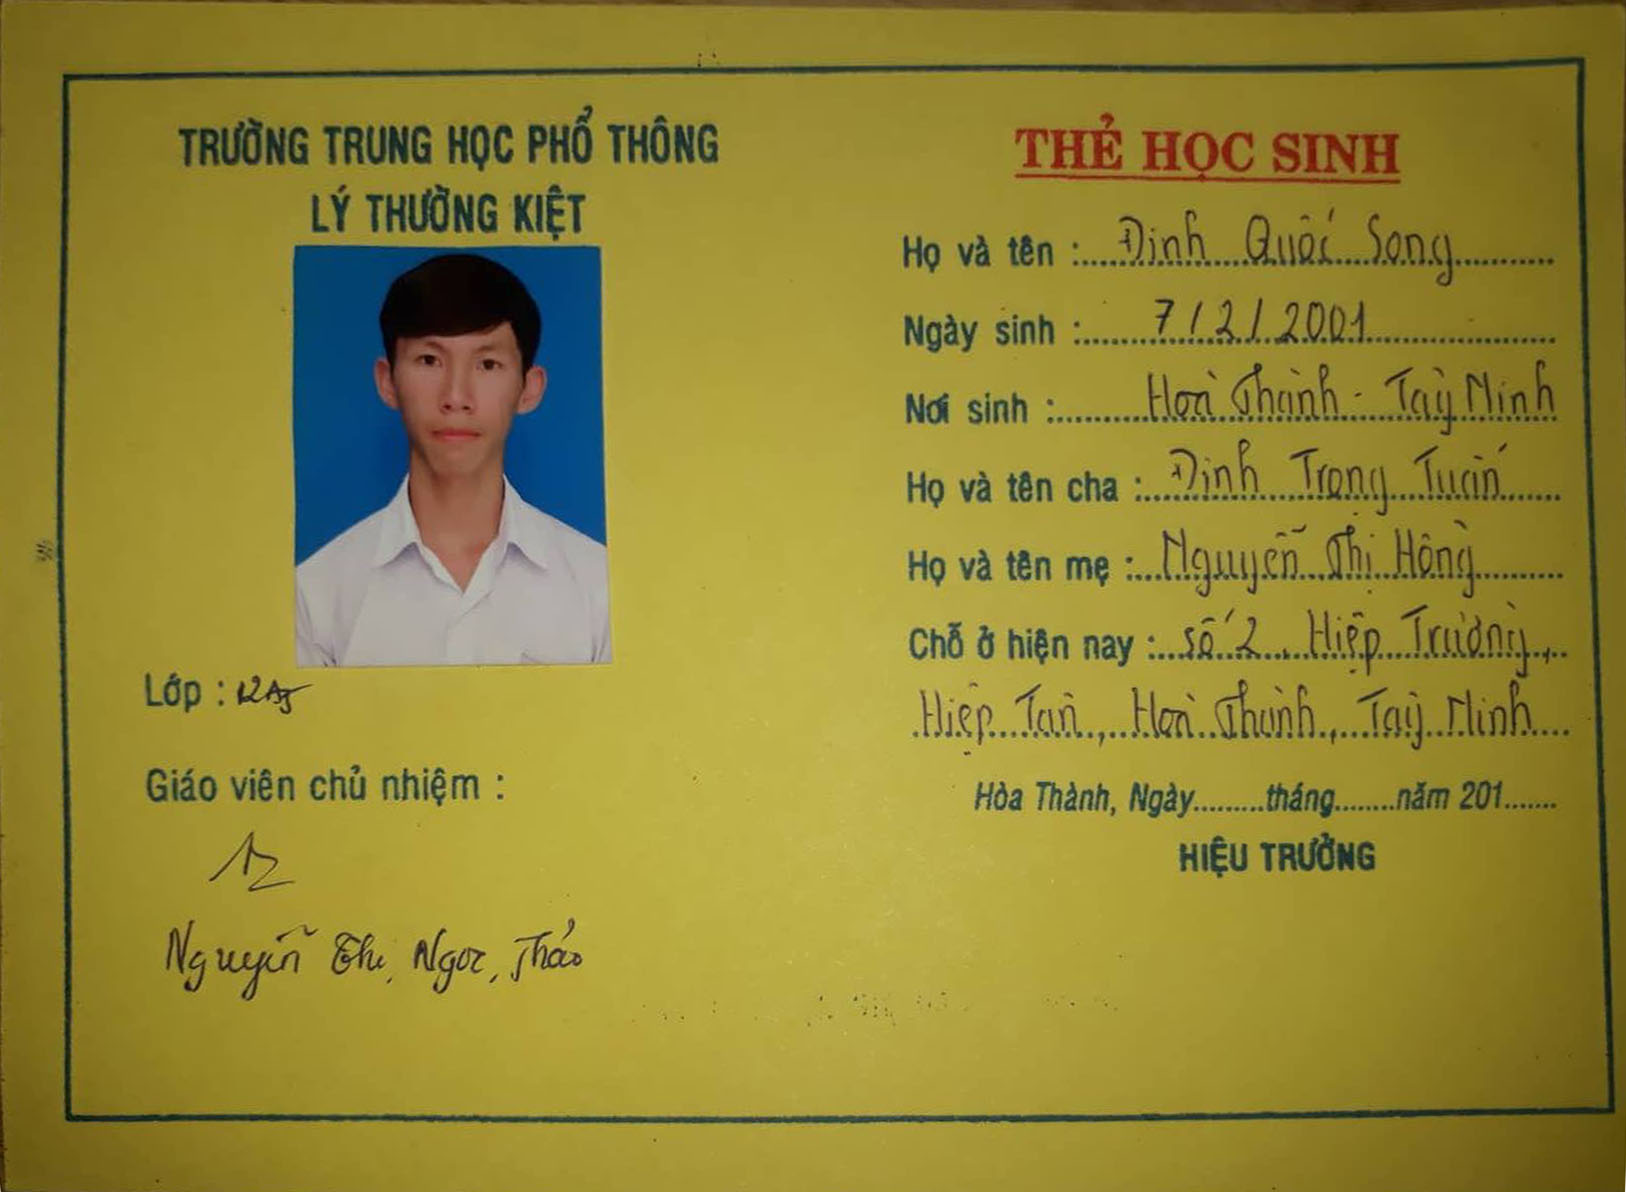 TRƯỜNG TRUNG HỌC PHỔ THÔNG
LÝ THƯỜNG KIỆT
Lớp : 12A5
Giáo viên chủ nhiệm :
Nguyễn Thị Ngọc Thảo
THẺ HỌC SINH
Họ và tên : Đinh Quốc Song
Ngày sinh : 7/2/2001
Nơi sinh : Hoà Thành - Tây Ninh
Họ và tên cha : Đinh Trọng Tuấn
Họ và tên mẹ : Nguyễn Thị Hồng
Chỗ ở hiện nay : số 2, Hiệp Trường,
Hiệp Tân, Hoà Thành, Tây Ninh
Hòa Thành, Ngày.........tháng........năm 201.......
HIỆU TRƯỞNG